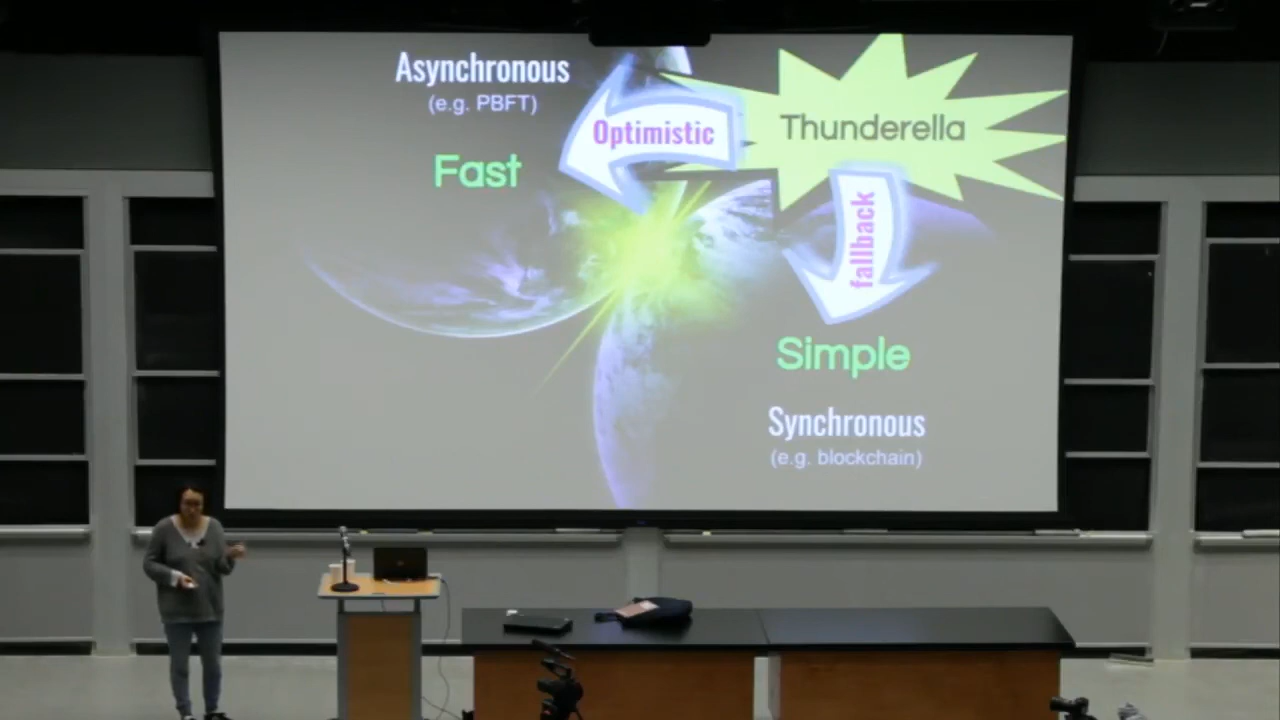 Asynchronous
(e.g. PBFT)
Fast
Optimistic
Thunderella
fallback
Simple
Synchronous
(e.g. blockchain)